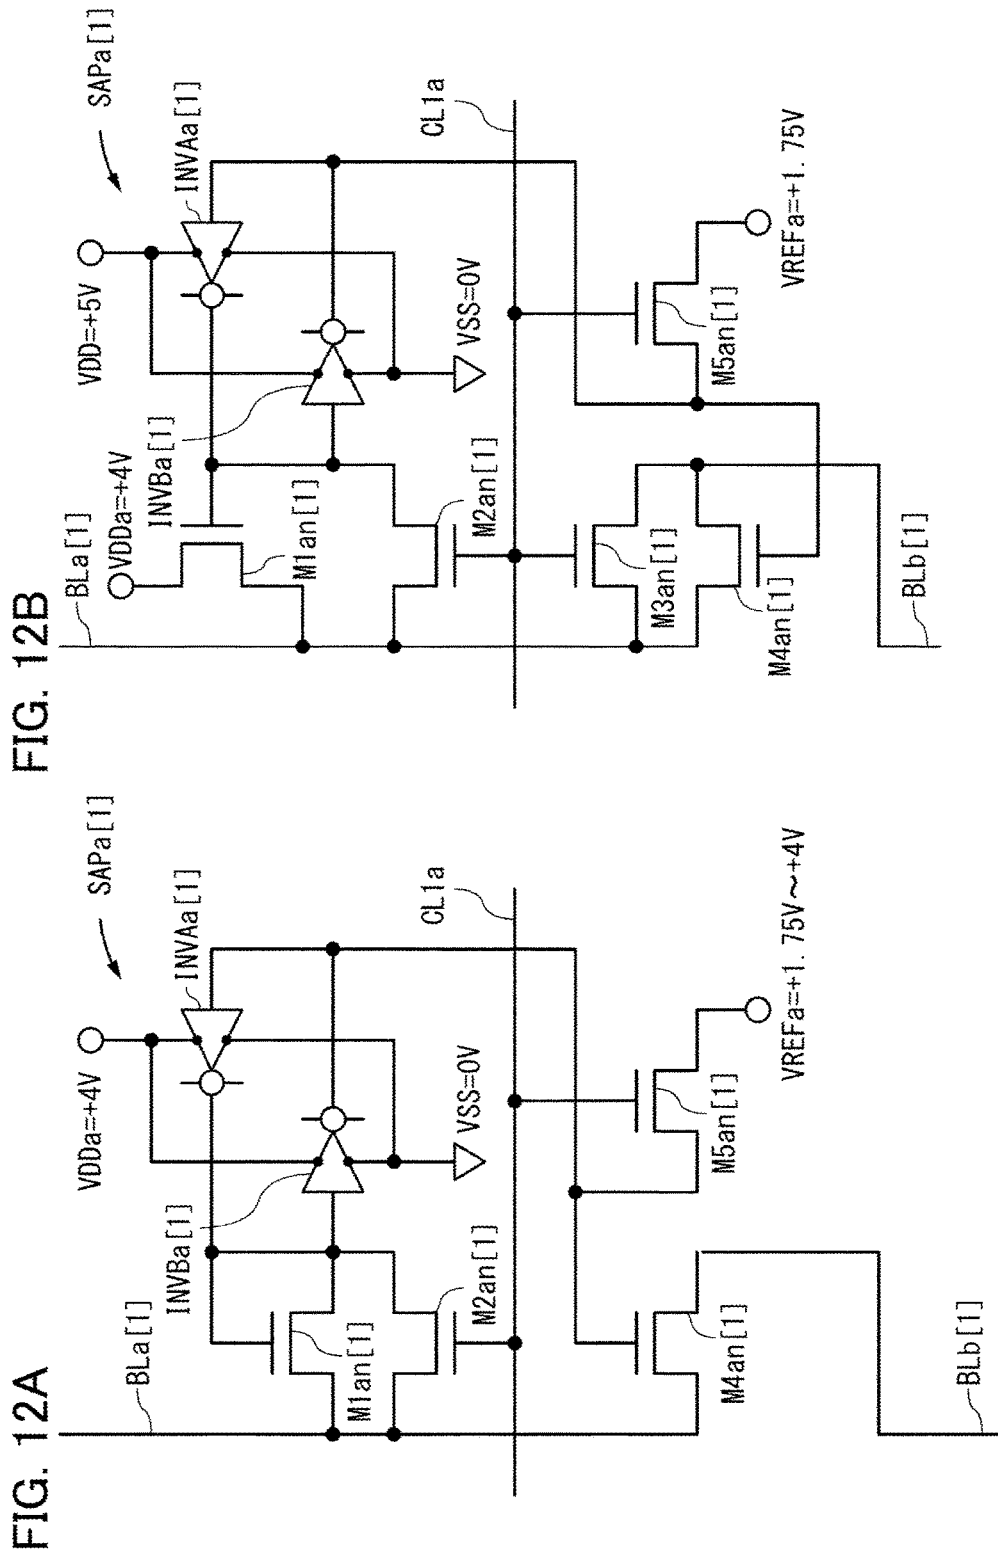 FIG. 12A
SAPa[1]
VDDa=+4V
INVAa[1]
BLa[1]
INVBa[1]
VSS=0V
M1an[1]
M2an[1]
CL1a
M5an[1]
M4an[1]
VREFa=+1.75V~+4V
BLb[1]
FIG. 12B
SAPa[1]
VDD=+5V
INVAa[1]
BLa[1]
VDDa=+4V
INVBa[1]
VSS=0V
M1an[1]
M2an[1]
CL1a
M3an[1]
M5an[1]
M4an[1]
VREFa=+1.75V
BLb[1]